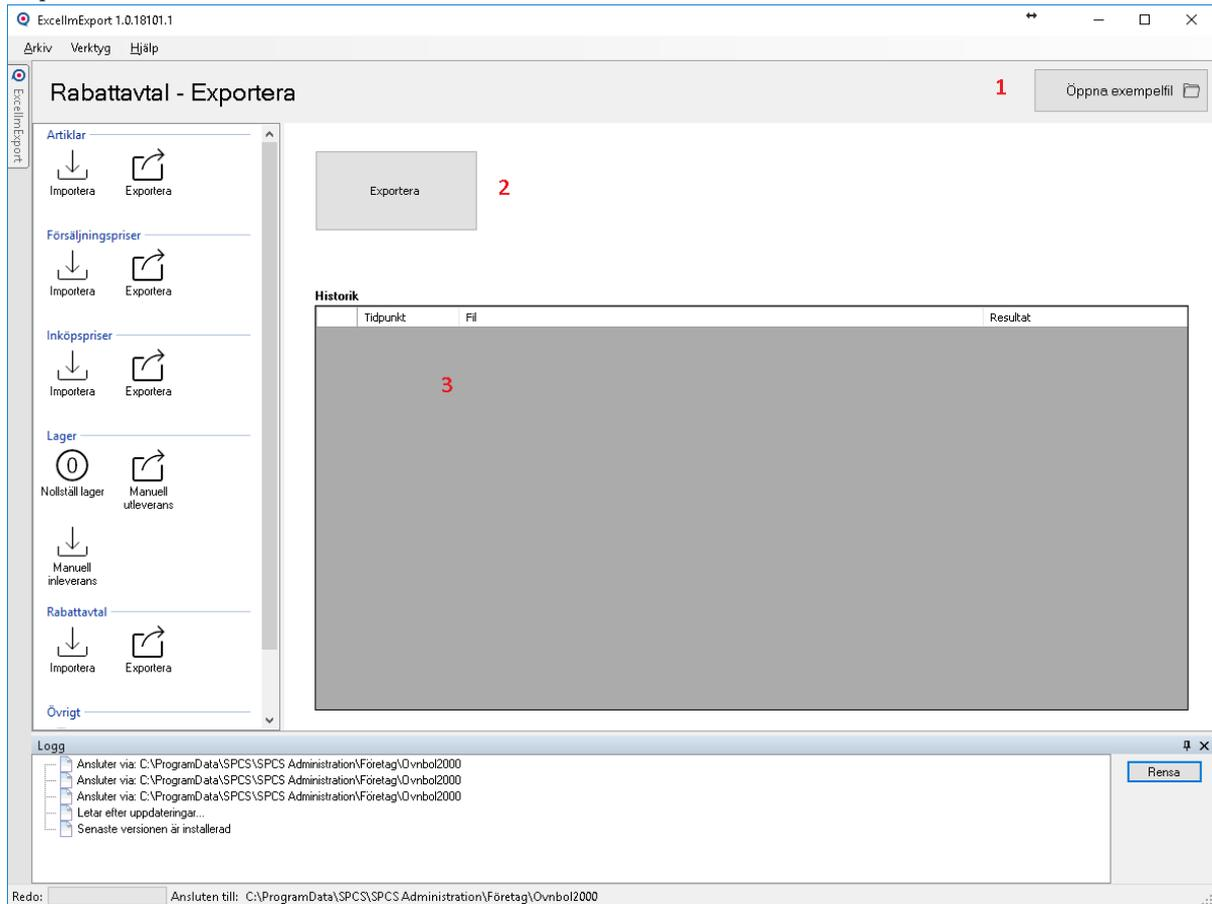 ExcelImExport 1.0.18101.1
Arkiv Verktyg Hjälp
ExcelImExport
Rabattavtal - Exportera
1
Öppna exempelfil
Artiklar
Importera Exportera
Försäljningspriser
Importera Exportera
Inköpspriser
Importera Exportera
Lager
0
Nollställ lager Manuell utleverans
Manuell inleverans
Rabattavtal
Importera Exportera
Övrigt
Exportera
2
Historik
Tidpunkt Fil Resultat
3
Logg
Ansluter via: C:\ProgramData\SPCS\SPCS Administration\Företag\Ovnbol2000
Ansluter via: C:\ProgramData\SPCS\SPCS Administration\Företag\Ovnbol2000
Ansluter via: C:\ProgramData\SPCS\SPCS Administration\Företag\Ovnbol2000
Letar efter uppdateringar...
Senaste versionen är installerad
Rensa
Redo: Ansluten till: C:\ProgramData\SPCS\SPCS Administration\Företag\Ovnbol2000